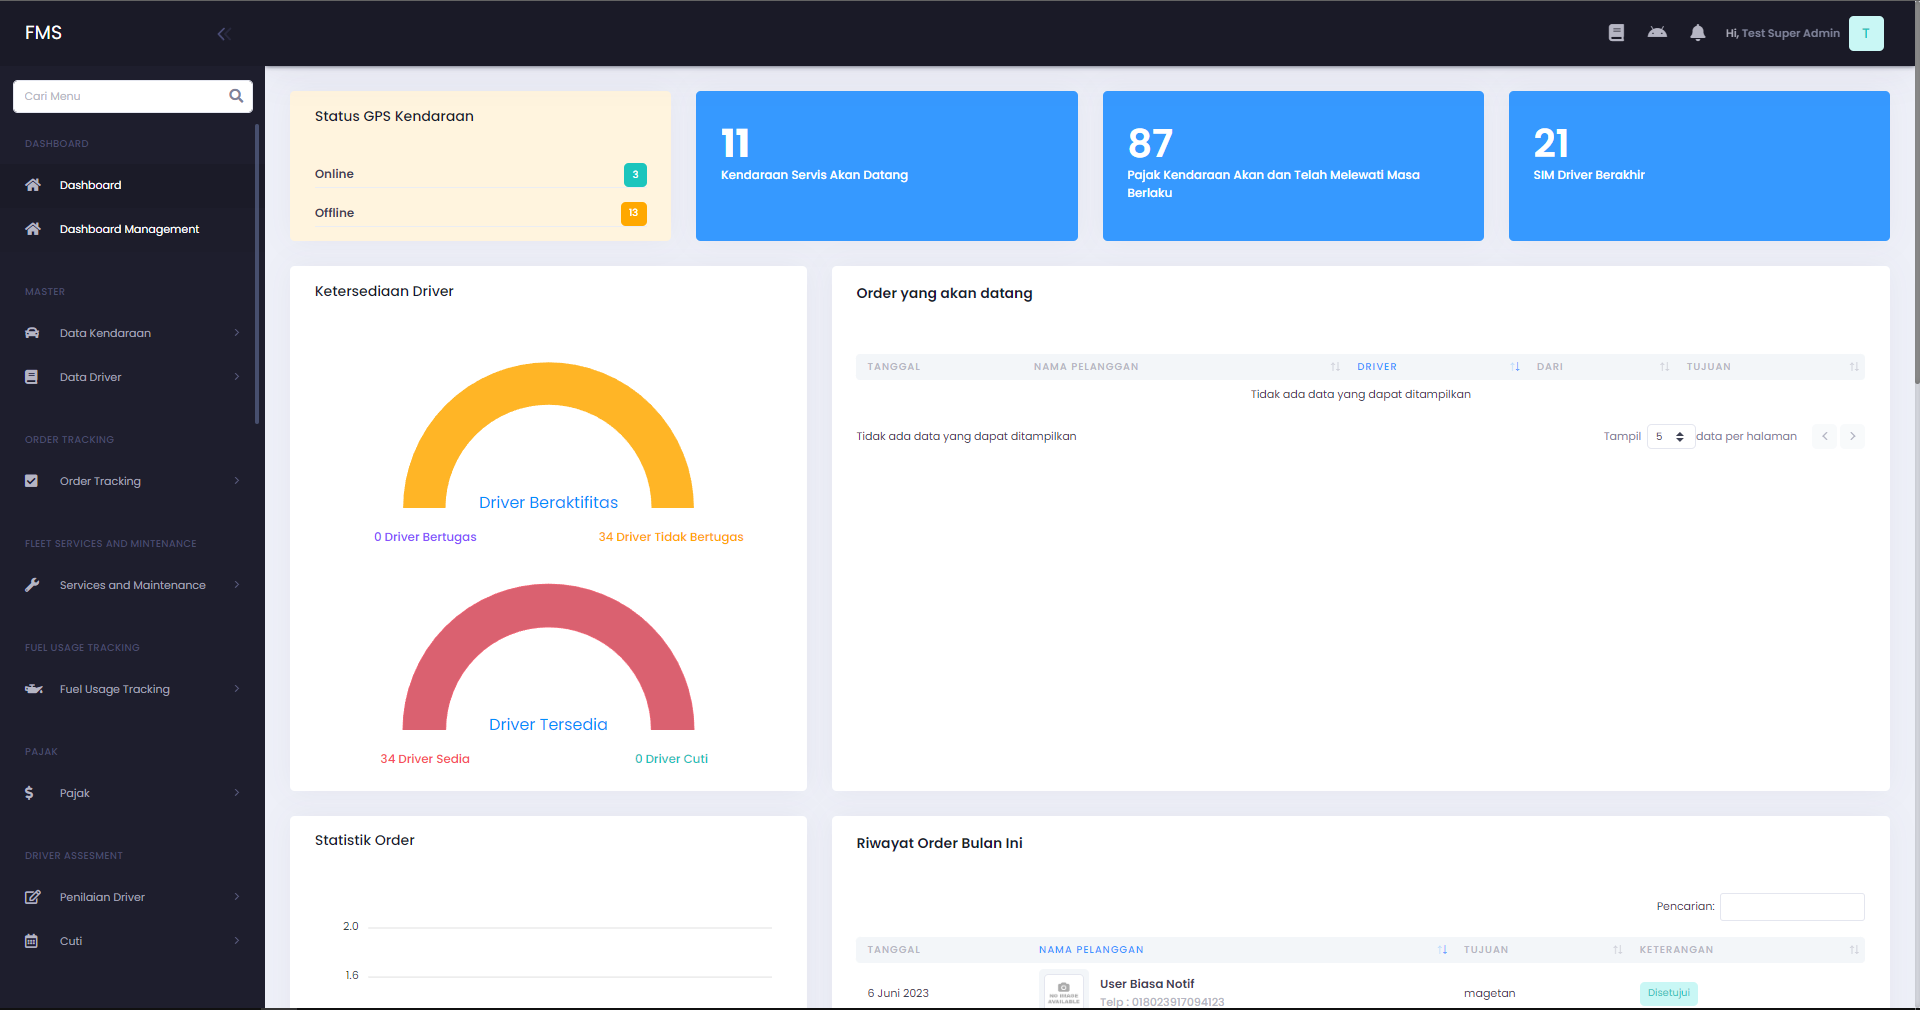 FMS
Hi, Test Super Admin
T
Cari Menu
DASHBOARD
Dashboard
Dashboard Management
MASTER
Data Kendaraan
Data Driver
ORDER TRACKING
Order Tracking
FLEET SERVICES AND MINTENANCE
Services and Maintenance
FUEL USAGE TRACKING
Fuel Usage Tracking
PAJAK
Pajak
DRIVER ASSESMENT
Penilaian Driver
Cuti
Status GPS Kendaraan
Online 3
Offline 13
11
Kendaraan Servis Akan Datang
87
Pajak Kendaraan Akan dan Telah Melewati Masa
Berlaku
21
SIM Driver Berakhir
Ketersediaan Driver
Driver Beraktifitas
0 Driver Bertugas 34 Driver Tidak Bertugas
Driver Tersedia
34 Driver Sedia 0 Driver Cuti
Order yang akan datang
TANGGAL NAMA PELANGGAN DRIVER DARI TUJUAN
Tidak ada data yang dapat ditampilkan
Tidak ada data yang dapat ditampilkan Tampil 5 data per halaman
Statistik Order
2.0
1.6
Riwayat Order Bulan Ini
Pencarian:
TANGGAL NAMA PELANGGAN TUJUAN KETERANGAN
6 Juni 2023 NO IMAGE AVAILABLE User Biasa Notif magetan Disetujui
Telp : 018023917094123